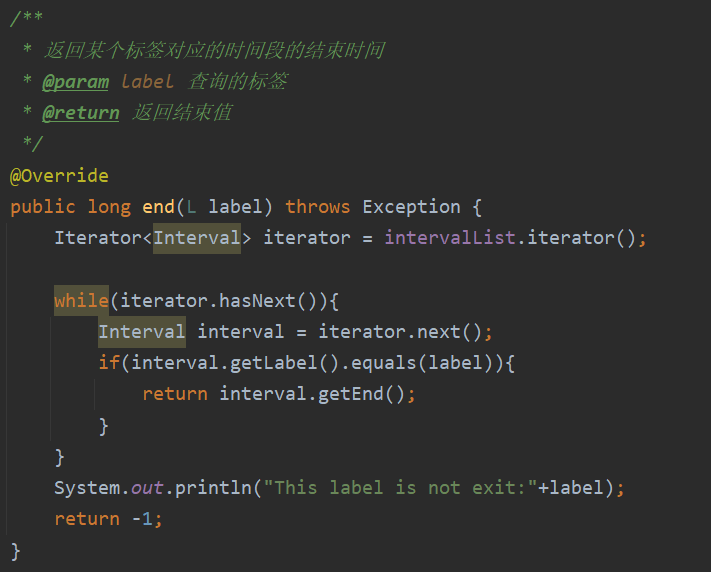 /**
 * 返回某个标签对应的时间段的结束时间
 * @param label 查询的标签
 * @return 返回结束值
 */
@Override
public long end(L label) throws Exception {
    Iterator<Interval> iterator = intervalList.iterator();
    while(iterator.hasNext()){
        Interval interval = iterator.next();
        if(interval.getLabel().equals(label)){
            return interval.getEnd();
        }
    }
    System.out.println("This label is not exit:"+label);
    return -1;
}